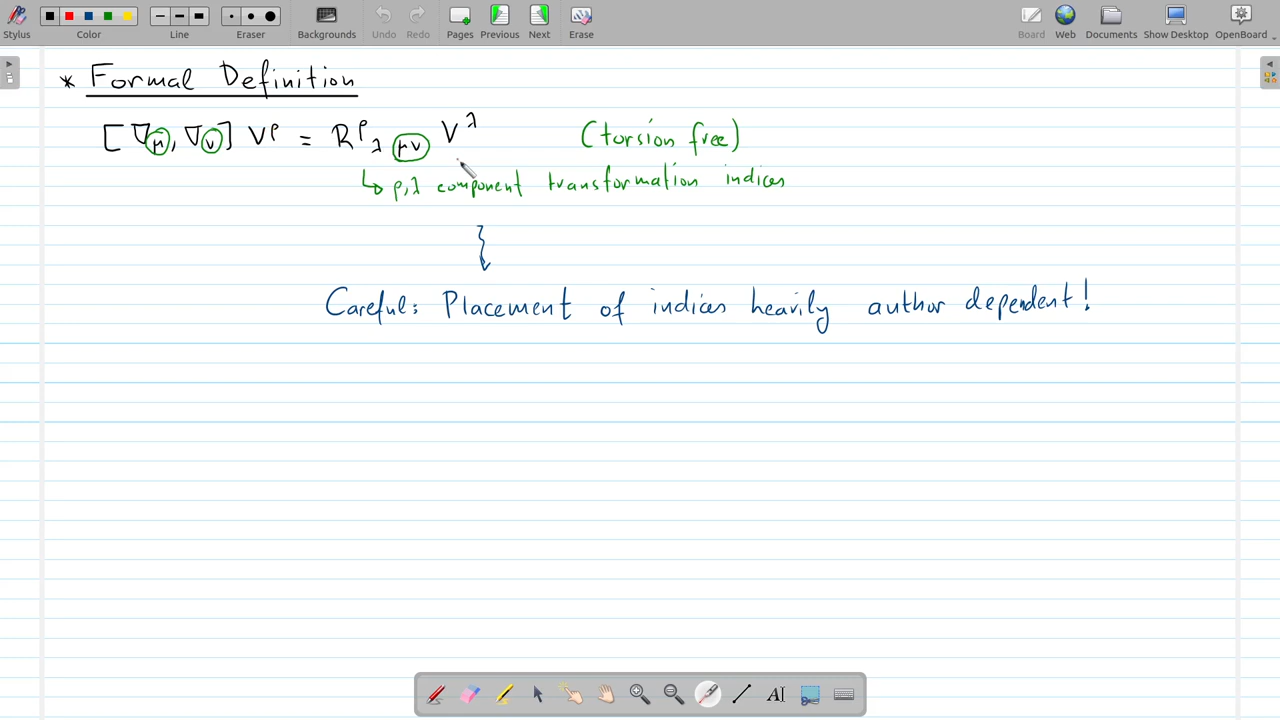 Stylus Color Line Eraser Backgrounds Undo Redo Pages Previous Next Erase Board Web Documents Show Desktop OpenBoard
* Formal Definition
[∇μ, ∇ν] V^ρ = R^ρ_λ μν V^λ (torsion free)
↳ ρ,λ component transformation indices
Careful: Placement of indices heavily author dependent!